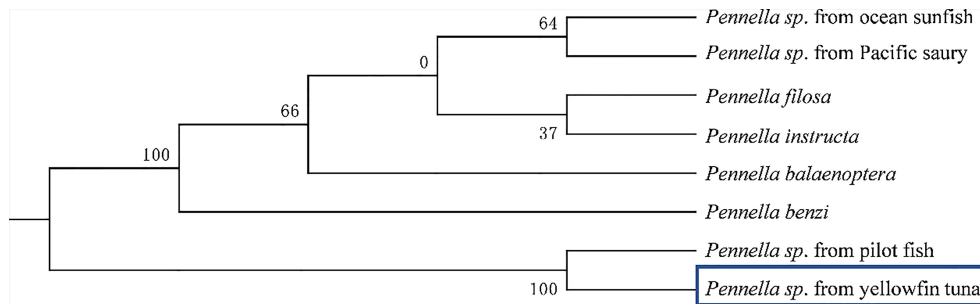 64
Pennella sp. from ocean sunfish
Pennella sp. from Pacific saury
0
Pennella filosa
66
37
Pennella instructa
100
Pennella balaenoptera
Pennella benzi
Pennella sp. from pilot fish
100
Pennella sp. from yellowfin tuna